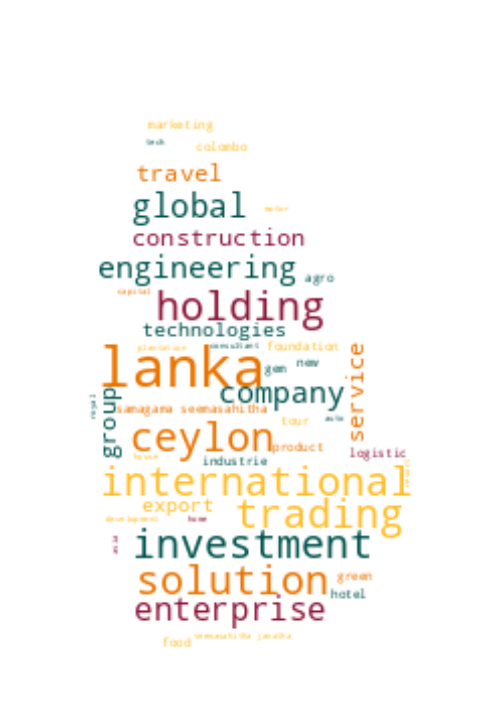 marketing
tech
colombo
travel
global
construction
engineering
agro
capital
holding
technologies
plantation consultant foundation
lanka
gem new
service
company
group
royal
samagama seemasahitha
tour auto
ceylon
product
house
industrie
logistic
international
export
trading
development home
asia
investment
solution
green
hotel
enterprise
seemasahitha janatha
food